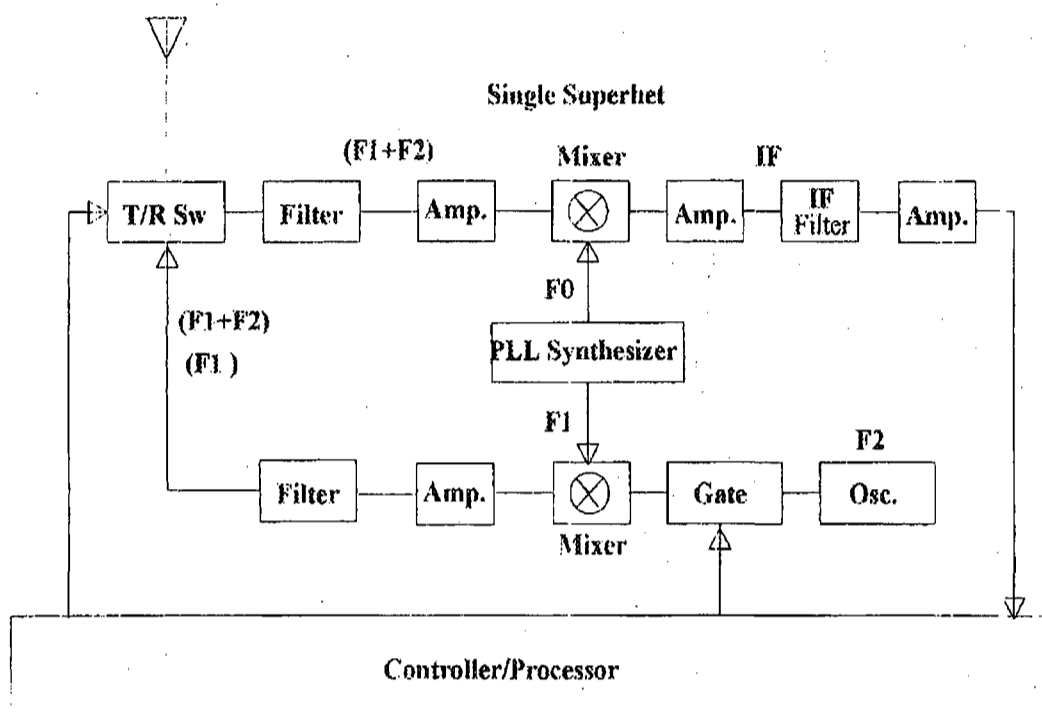 Single Superhet
(F1+F2)
Mixer
IF
T/R Sw
Filter
Amp.
Amp.
IF
Filter
Amp.
F0
(F1+F2)
(F1 )
PLL Synthesizer
F1
F2
Filter
Amp.
Gate
Osc.
Mixer
Controller/Processor